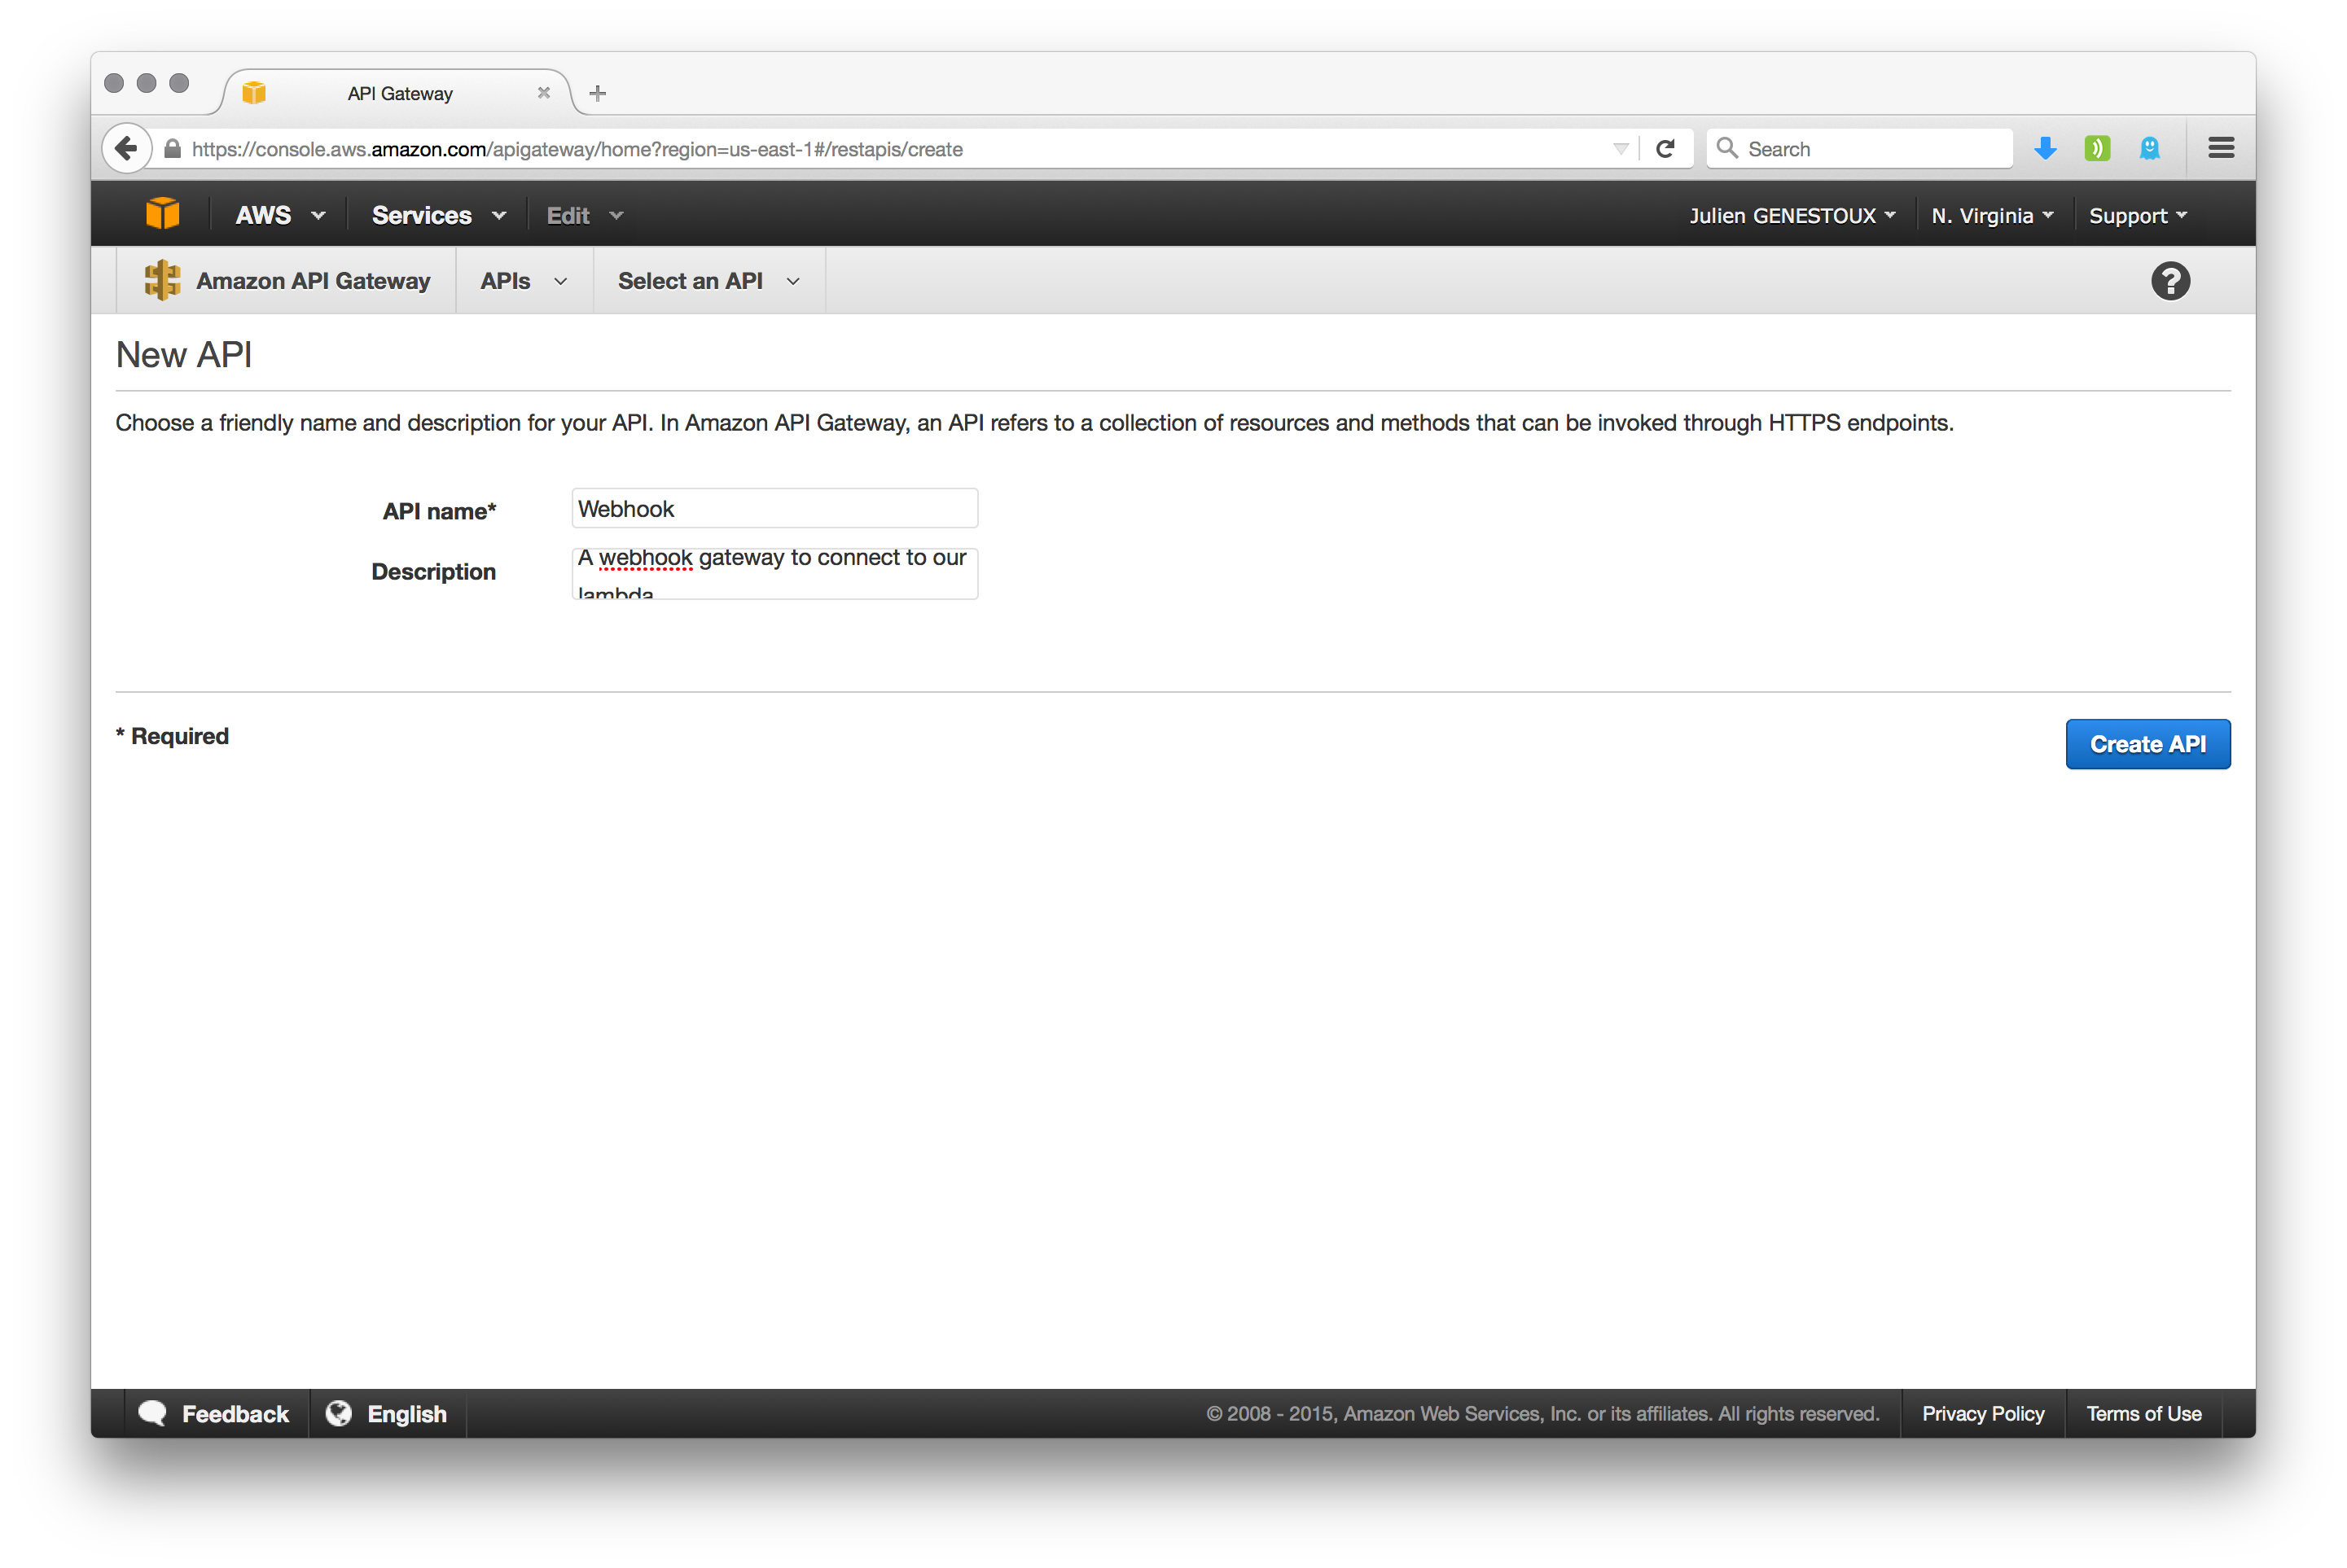 API Gateway
https://console.aws.amazon.com/apigateway/home?region=us-east-1#/restapis/create
Search
AWS Services Edit Julien GENESTOUX N. Virginia Support
Amazon API Gateway APIs Select an API ?
New API
Choose a friendly name and description for your API. In Amazon API Gateway, an API refers to a collection of resources and methods that can be invoked through HTTPS endpoints.
API name* Webhook
Description A webhook gateway to connect to our
lambda
* Required
Create API
Feedback English © 2008 - 2015, Amazon Web Services, Inc. or its affiliates. All rights reserved. Privacy Policy Terms of Use